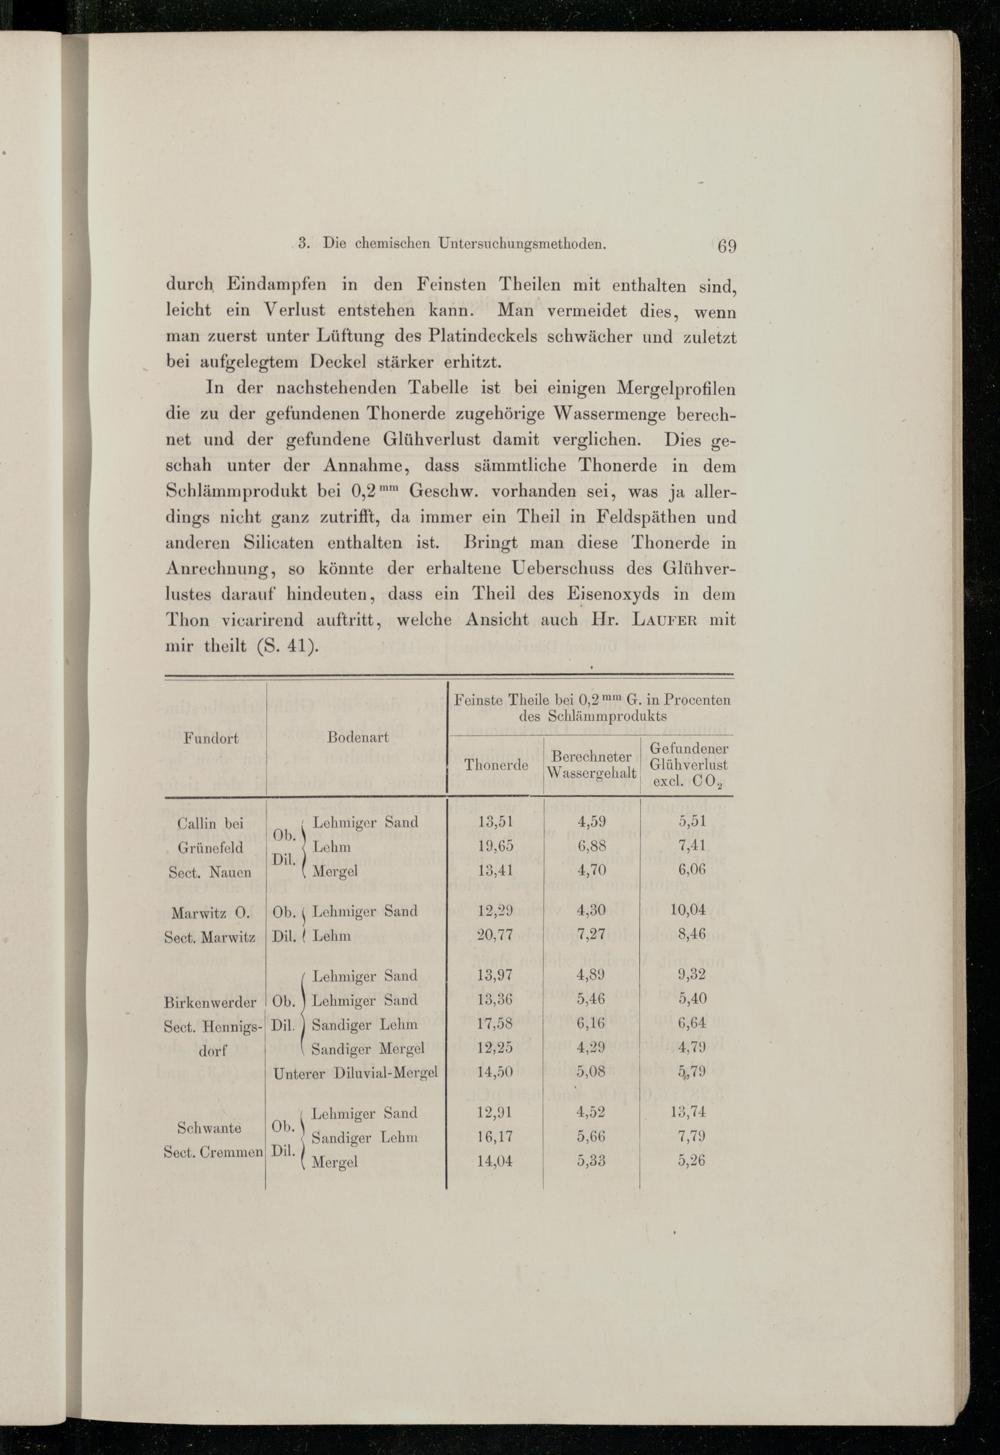 3. Die chemischen Untersuchungsmethoden. 69
durch Eindampfen in den Feinsten Theilen mit enthalten sind,
leicht ein Verlust entstehen kann. Man vermeidet dies, wenn
man zuerst unter Lüftung des Platindeckels schwächer und zuletzt
bei aufgelegtem Deckel stärker erhitzt.
In der nachstehenden Tabelle ist bei einigen Mergelprofilen
die zu der gefundenen Thonerde zugehörige Wassermenge berech-
net und der gefundene Glühverlust damit verglichen. Dies ge-
schah unter der Annahme, dass sämmtliche Thonerde in dem
Schlämmprodukt bei 0,2 mm Geschw. vorhanden sei, was ja aller-
dings nicht ganz zutrifft, da immer ein Theil in Feldspäthen und
anderen Silicaten enthalten ist. Bringt man diese Thonerde in
Anrechnung, so könnte der erhaltene Ueberschuss des Glühver-
lustes darauf hindeuten, dass ein Theil des Eisenoxyds in dem
Thon vicarirend auftritt, welche Ansicht auch Hr. LAUFER mit
mir theilt (S. 41).
Fundort Bodenart Feinste Theile bei 0,2 mm G. in Procenten
des Schlämmprodukts
Thonerde Berechneter Wassergehalt Gefundener Glühverlust excl. CO2
Callin bei Ob. Lehmiger Sand 13,51 4,59 5,51
Grünefeld Lehm 19,65 6,88 7,41
Sect. Nauen Dil. Mergel 13,41 4,70 6,06
Marwitz O. Ob. Lehmiger Sand 12,29 4,30 10,04
Sect. Marwitz Dil. Lehm 20,77 7,27 8,46
Lehmiger Sand 13,97 4,89 9,32
Birkenwerder Ob. Lehmiger Sand 13,36 5,46 5,40
Sect. Hennigs- Dil. Sandiger Lehm 17,58 6,16 6,64
dorf Sandiger Mergel 12,25 4,29 4,79
Unterer Diluvial-Mergel 14,50 5,08 5,79
Lehmiger Sand 12,91 4,52 13,74
Schwante Ob. Sandiger Lehm 16,17 5,66 7,79
Sect. Cremmen Dil. Mergel 14,04 5,33 5,26